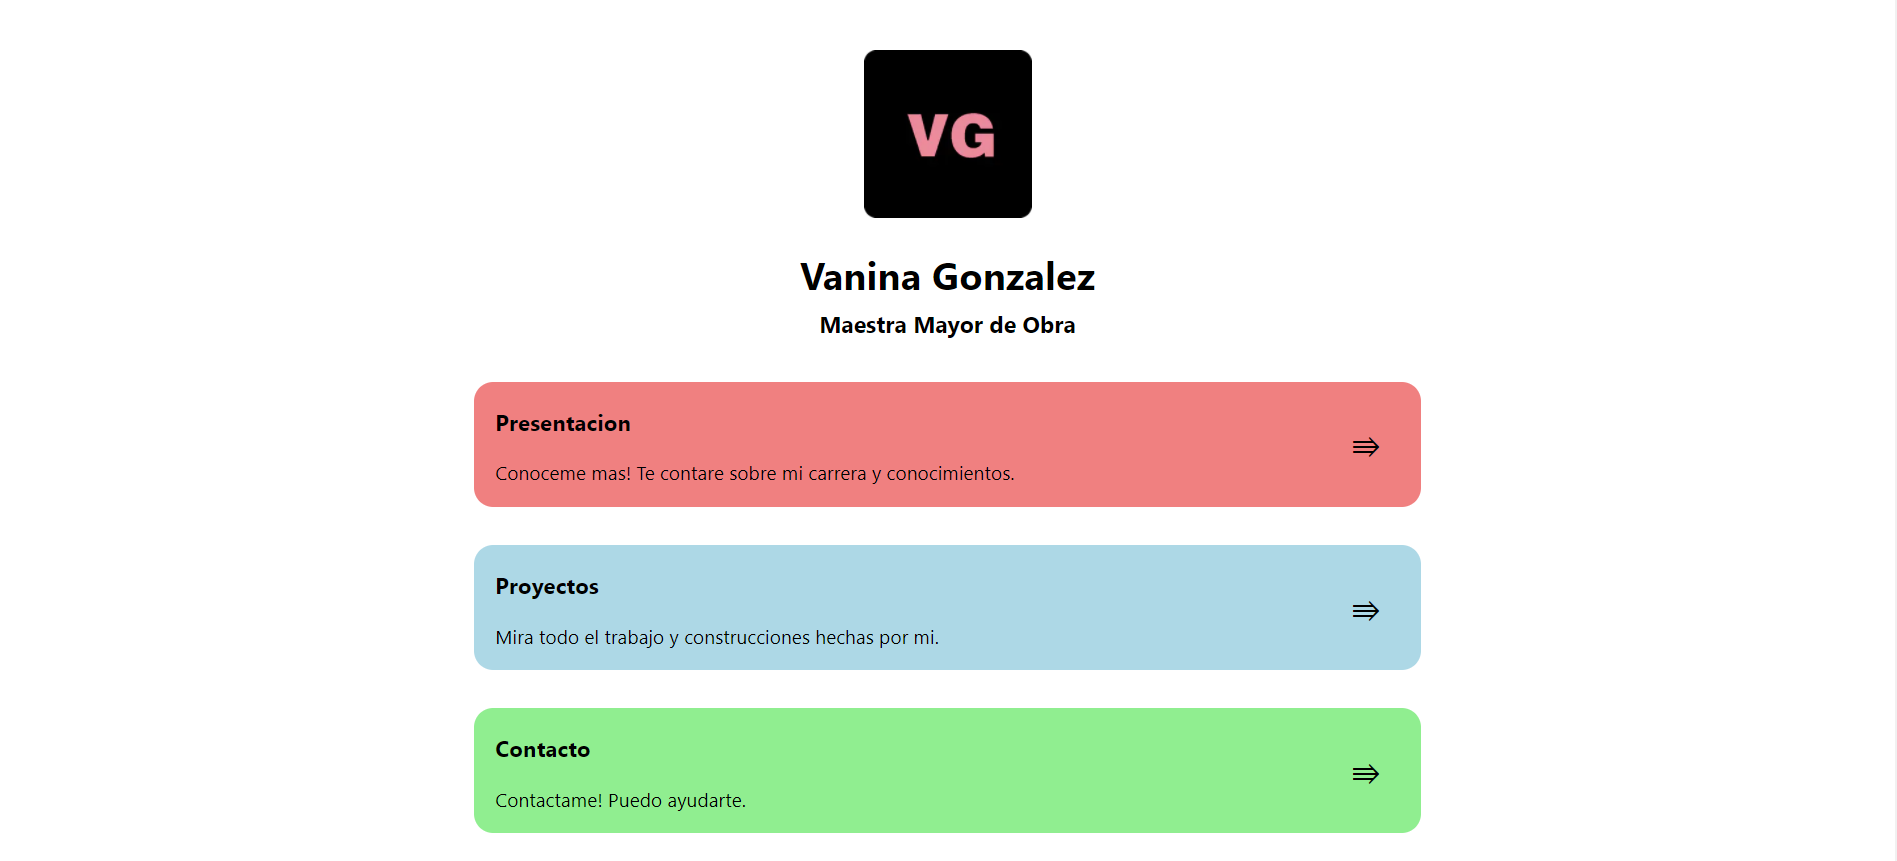 VG
Vanina Gonzalez
Maestra Mayor de Obra
Presentacion
Conoceme mas! Te contare sobre mi carrera y conocimientos.
Proyectos
Mira todo el trabajo y construcciones hechas por mi.
Contacto
Contactame! Puedo ayudarte.